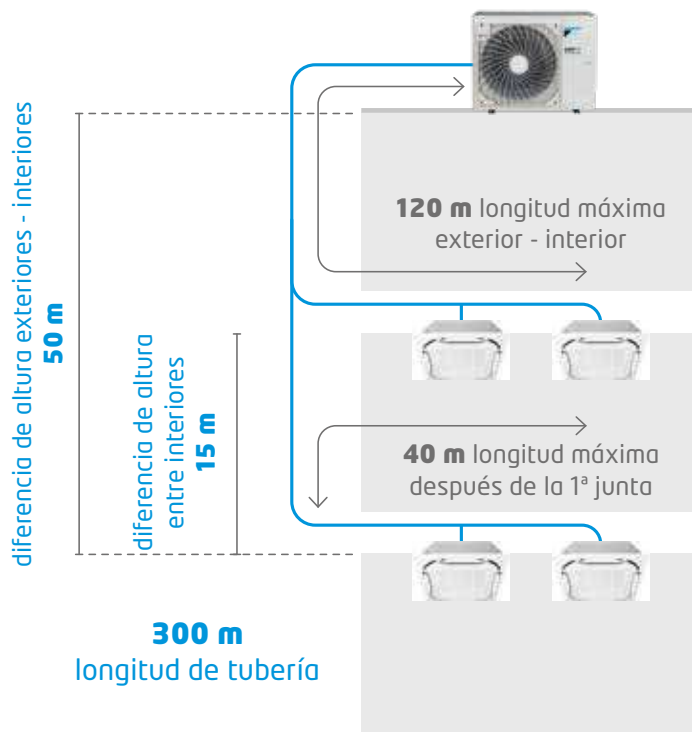 120 m longitud máxima
exterior - interior
diferencia de altura exteriores - interiores
50 m
diferencia de altura
entre interiores
15 m
40 m longitud máxima
después de la 1ª junta
300 m
longitud de tubería